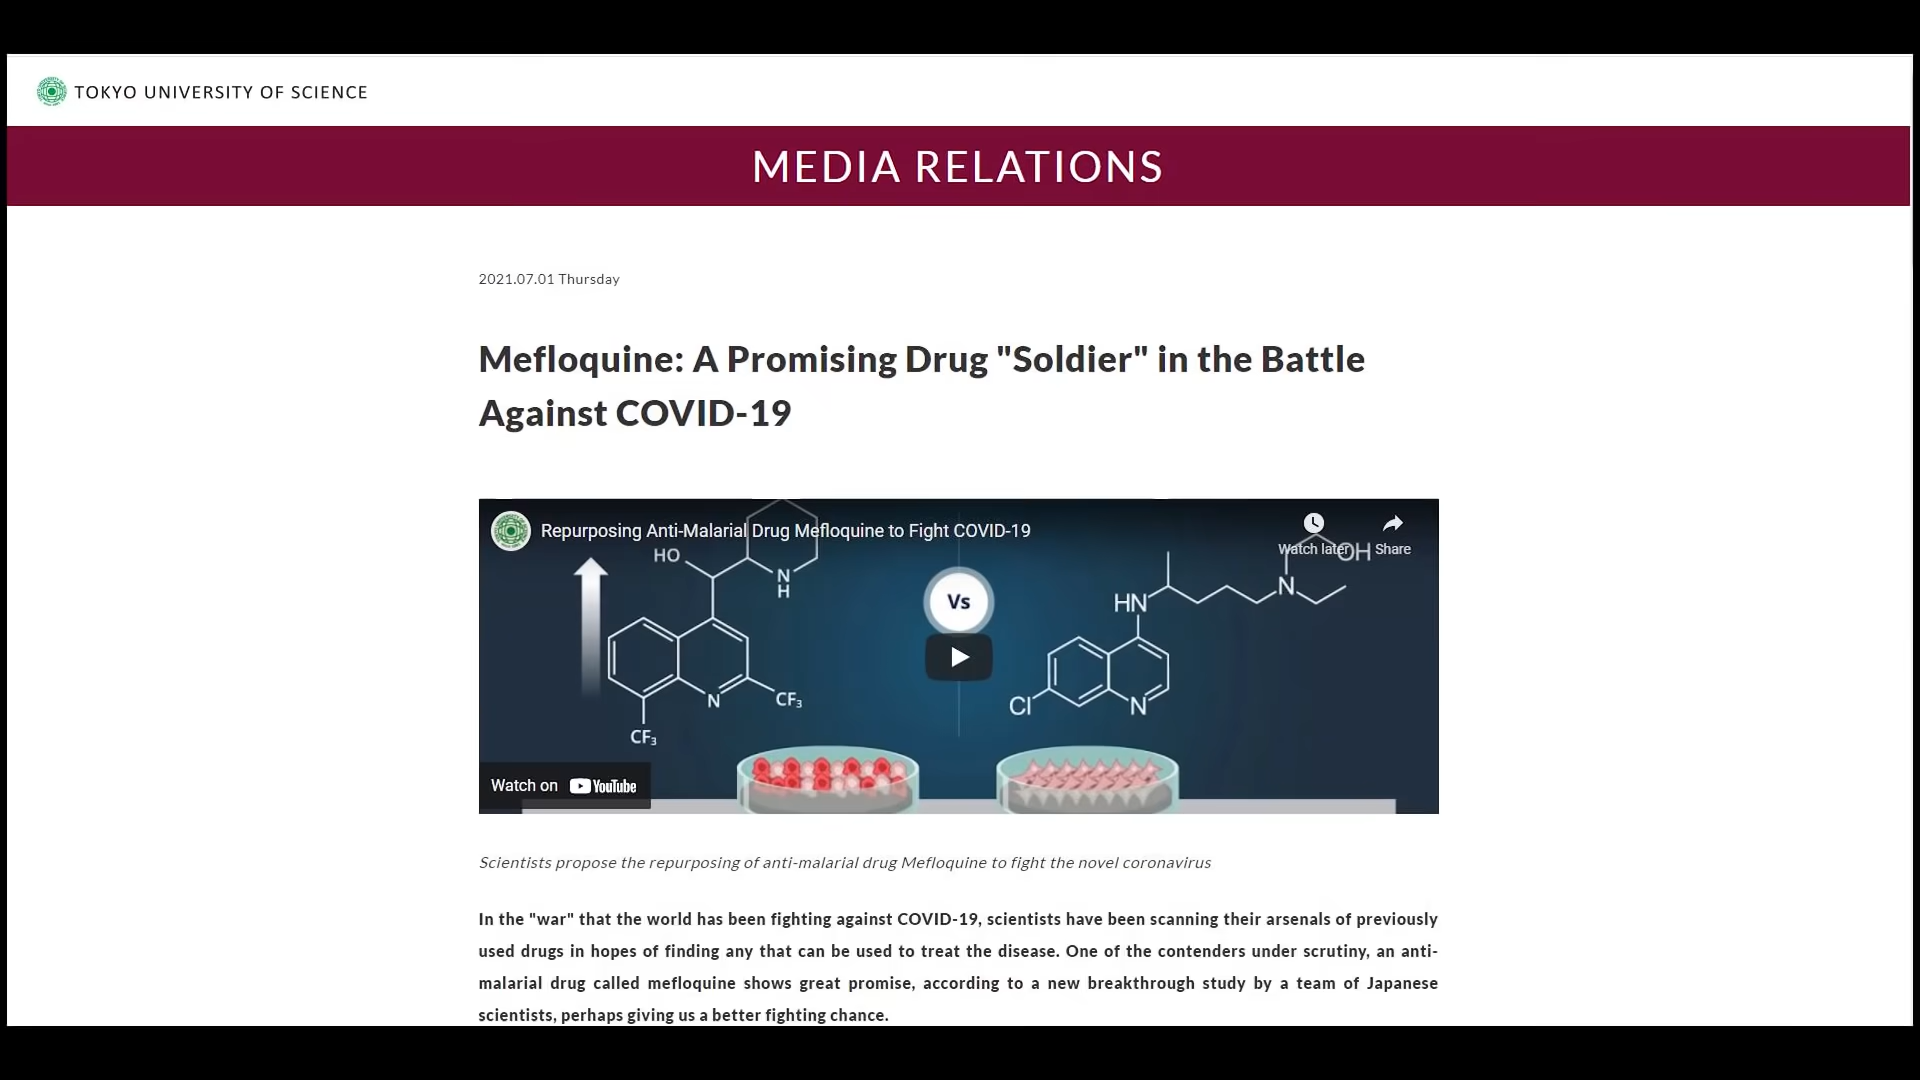 TOKYO UNIVERSITY OF SCIENCE
MEDIA RELATIONS
2021.07.01 Thursday
Mefloquine: A Promising Drug "Soldier" in the Battle
Against COVID-19
Repurposing Anti-Malarial Drug Mefloquine to Fight COVID-19
Watch later
Share
HO
N
H
N
CF₃
CF₃
Vs
OH
N
HN
Cl
N
Watch on YouTube
Scientists propose the repurposing of anti-malarial drug Mefloquine to fight the novel coronavirus
In the "war" that the world has been fighting against COVID-19, scientists have been scanning their arsenals of previously
used drugs in hopes of finding any that can be used to treat the disease. One of the contenders under scrutiny, an anti-
malarial drug called mefloquine shows great promise, according to a new breakthrough study by a team of Japanese
scientists, perhaps giving us a better fighting chance.